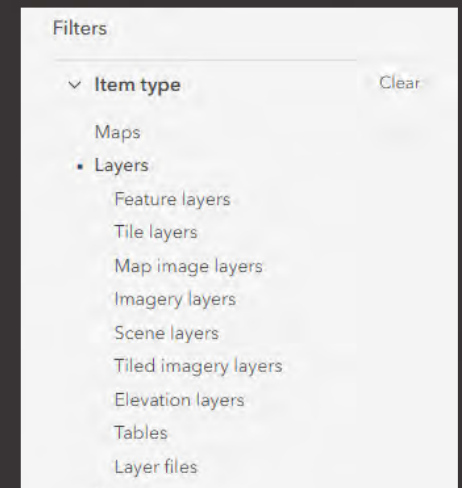 Filters
Item type Clear
Maps
Layers
Feature layers
Tile layers
Map image layers
Imagery layers
Scene layers
Tiled imagery layers
Elevation layers
Tables
Layer files